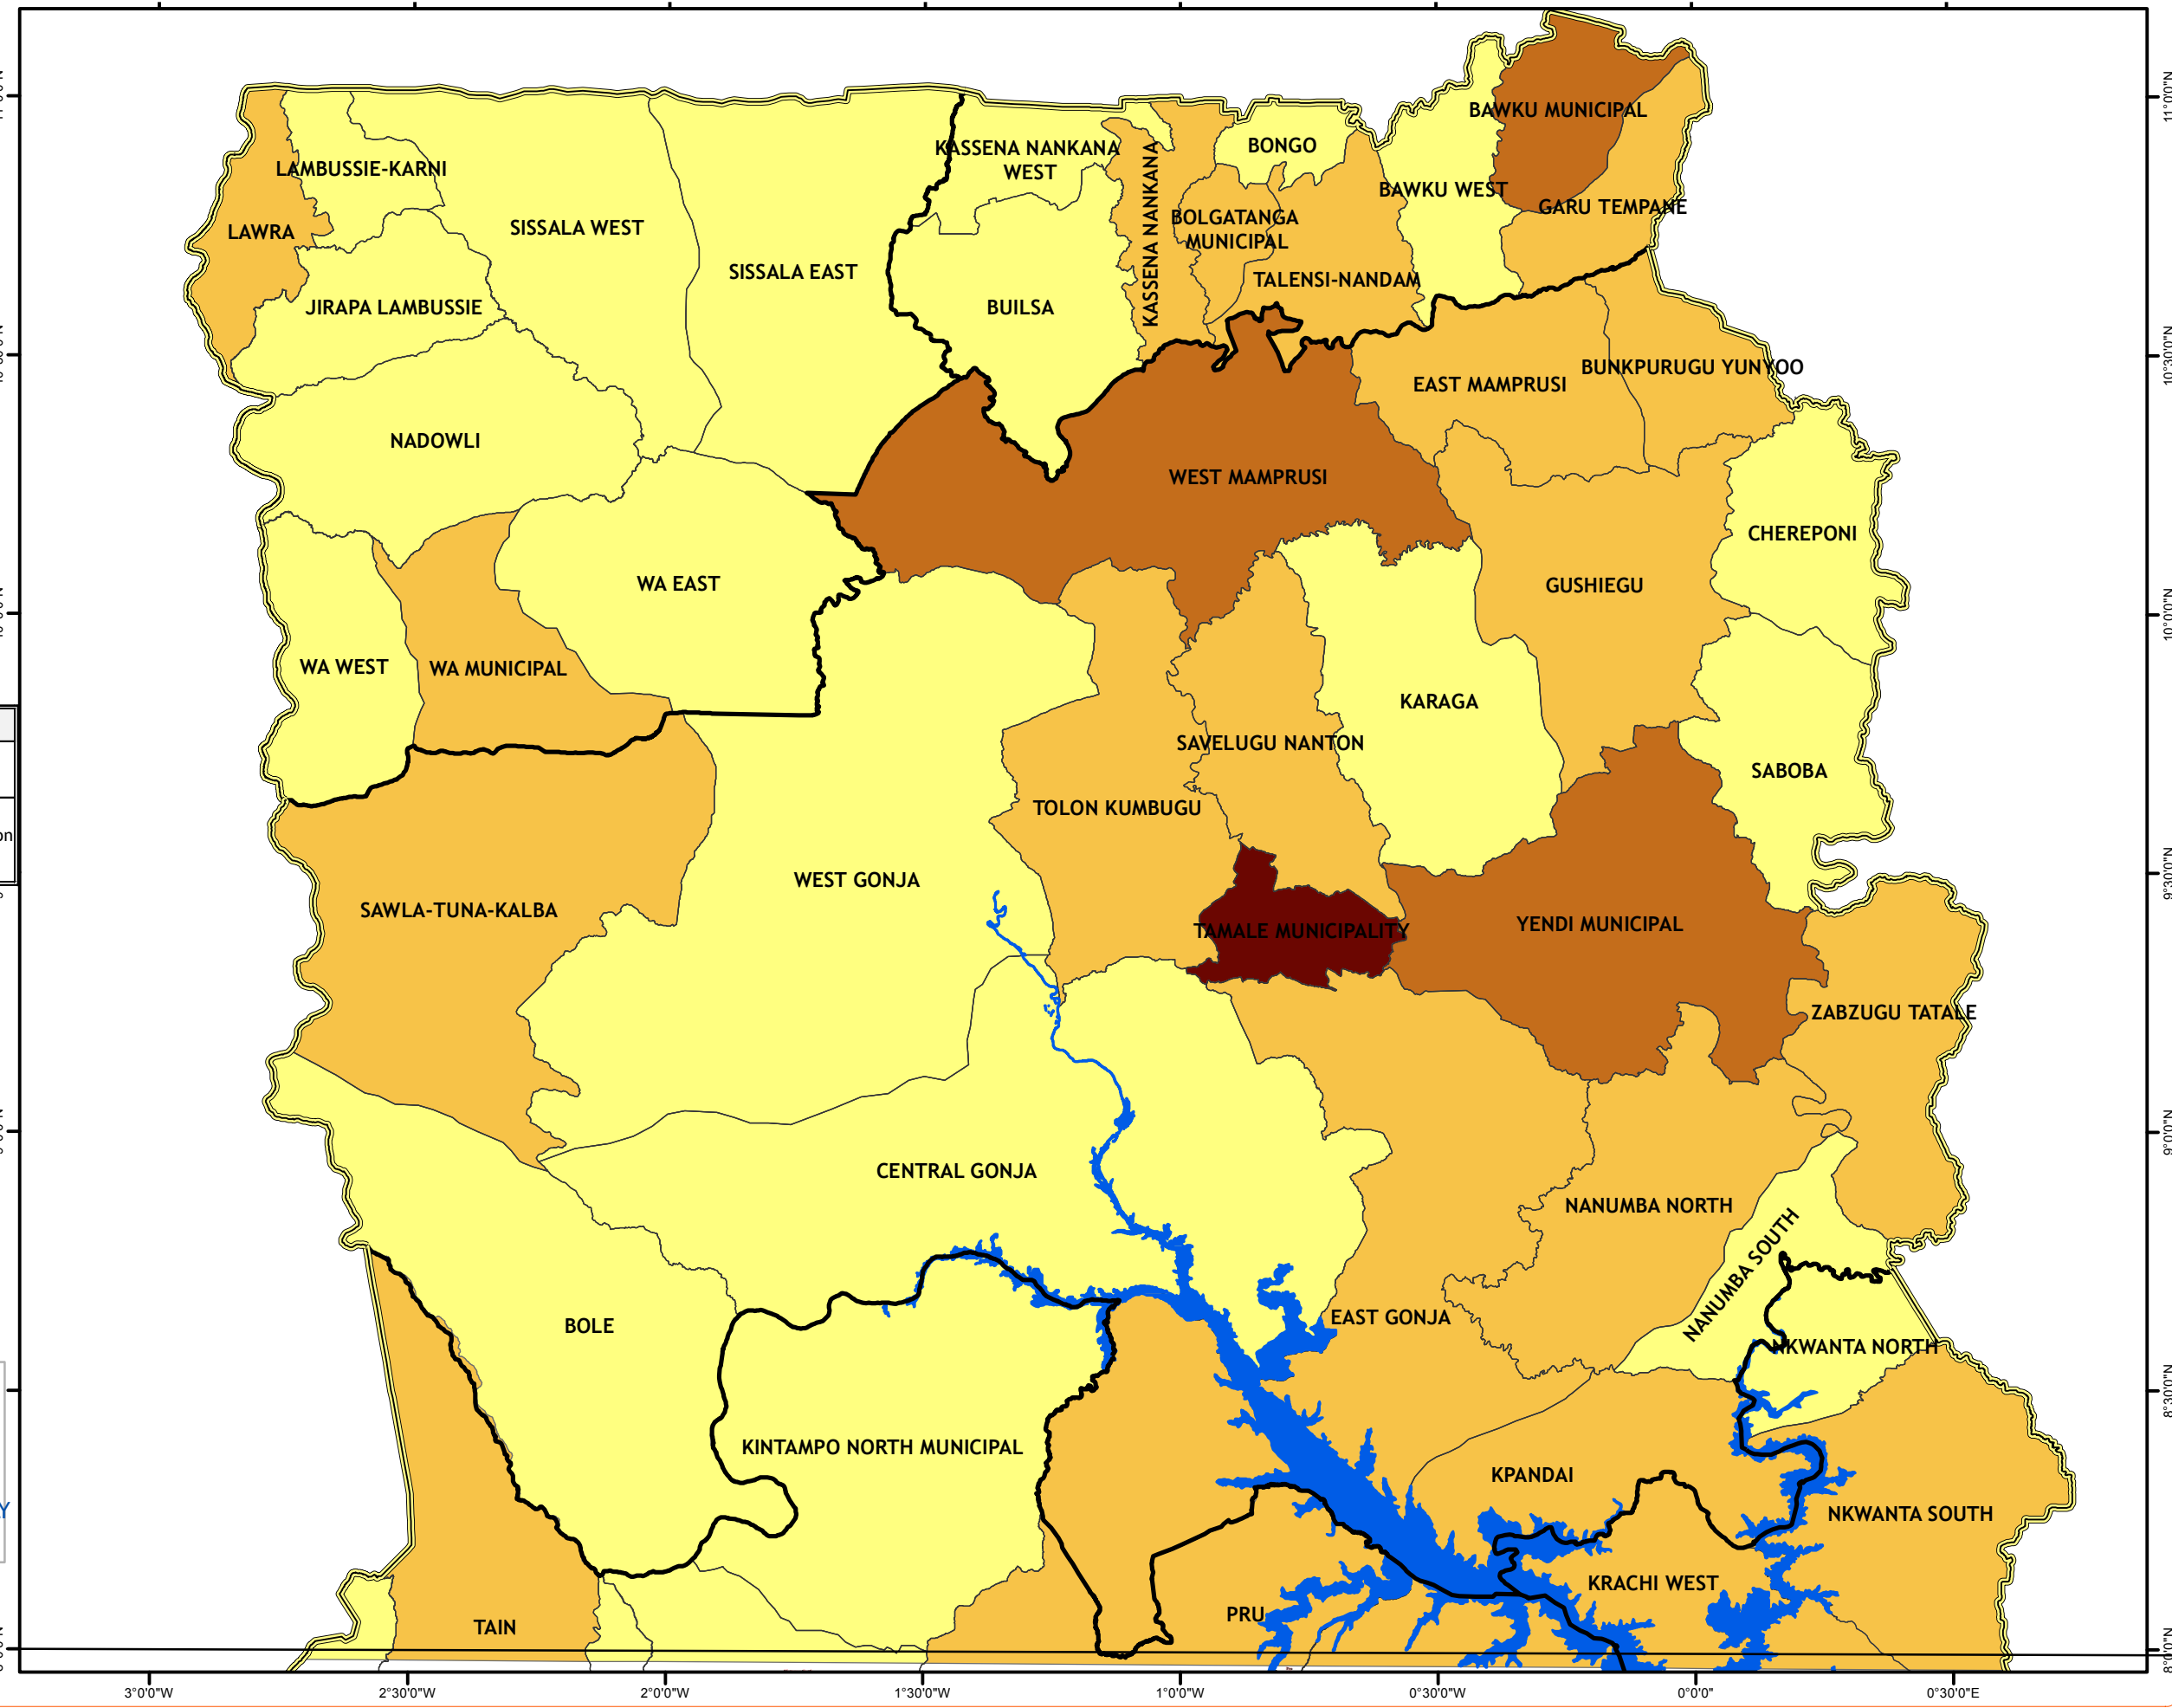 BAWKU MUNICIPAL
KASSENA NANKANA
WEST
BONGO
LAMBUSSIE-KARNI
BAWKU WEST
GARU TEMPANE
KASSENA NANKANA
BOLGATANGA
MUNICIPAL
LAWRA
SISSALA WEST
SISSALA EAST
TALENSI-NANDAM
JIRAPA LAMBUSSIE
BUILSA
BUNKPURUGU YUNYOO
EAST MAMPRUSI
NADOWLI
WEST MAMPRUSI
CHEREPONI
WA EAST
GUSHIEGU
WA WEST
WA MUNICIPAL
KARAGA
SAVELUGU NANTON
SABOBA
TOLON KUMBUGU
on
WEST GONJA
SAWLA-TUNA-KALBA
TAMALE MUNICIPALITY
YENDI MUNICIPAL
ZABZUGU TATALE
CENTRAL GONJA
NANUMBA NORTH
NANUMBA SOUTH
EAST GONJA
BOLE
NKWANTA NORTH
KINTAMPO NORTH MUNICIPAL
KPANDAI
Y
NKWANTA SOUTH
KRACHI WEST
PRU
TAIN
11°0'0"N
10°30'0"N
10°0'0"N
9°30'0"N
9°0'0"N
8°30'0"N
8°0'0"N
3°0'0"W
2°30'0"W
2°0'0"W
1°30'0"W
1°0'0"W
0°30'0"W
0°0'0"
0°30'0"E